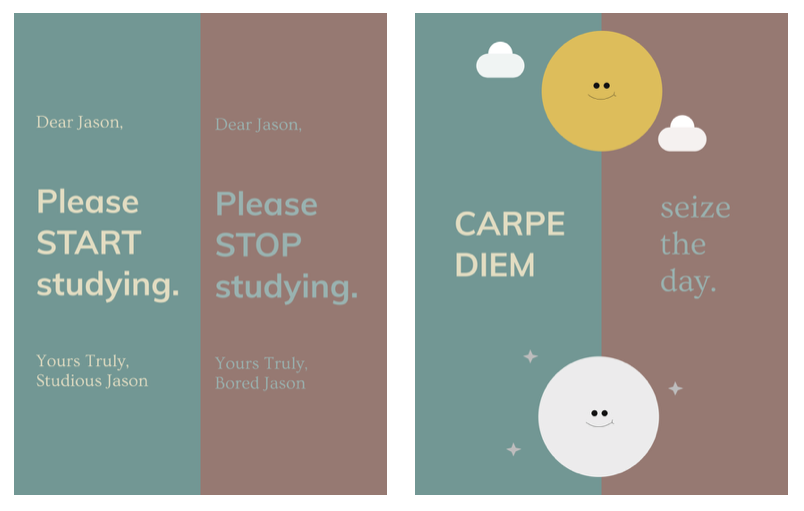 Dear Jason,
Please
START
studying.
Yours Truly,
Studious Jason
Dear Jason,
Please
STOP
studying.
Yours Truly,
Bored Jason
CARPE
DIEM
seize
the
day.